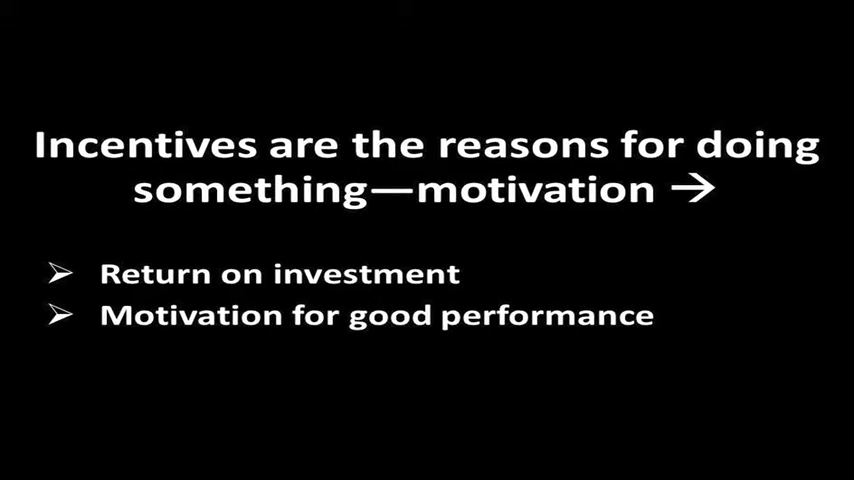 Incentives are the reasons for doing
something—motivation →
➢ Return on investment
➢ Motivation for good performance